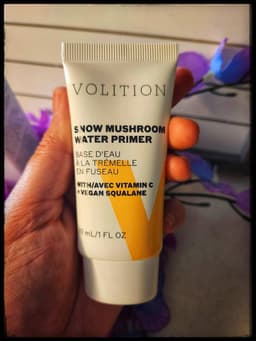 VOLITION
SNOW MUSHROOM
WATER PRIMER
BASE D'EAU
À LA TRÉMELLE
EN FUSEAU
WITH/AVEC VITAMIN C
+ VEGAN SQUALANE
mL/1 FL OZ